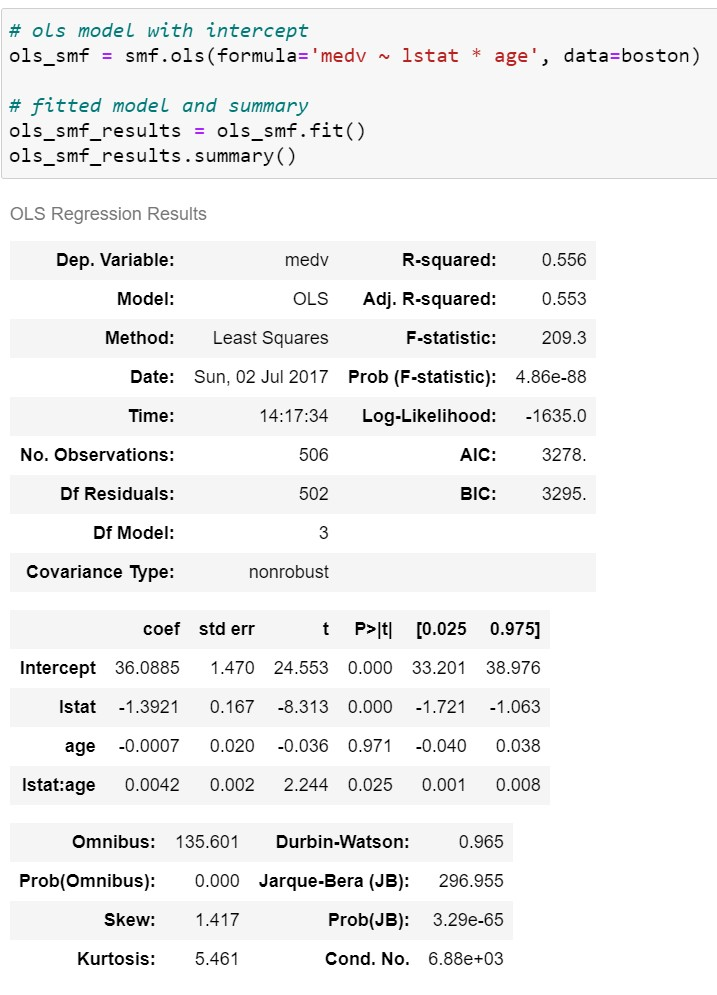 # ols model with intercept
ols_smf = smf.ols(formula='medv ~ lstat * age', data=boston)
# fitted model and summary
ols_smf_results = ols_smf.fit()
ols_smf_results.summary()
OLS Regression Results
Dep. Variable: medv R-squared: 0.556
Model: OLS Adj. R-squared: 0.553
Method: Least Squares F-statistic: 209.3
Date: Sun, 02 Jul 2017 Prob (F-statistic): 4.86e-88
Time: 14:17:34 Log-Likelihood: -1635.0
No. Observations: 506 AIC: 3278.
Df Residuals: 502 BIC: 3295.
Df Model: 3
Covariance Type: nonrobust
coef std err t P>|t| [0.025 0.975]
Intercept 36.0885 1.470 24.553 0.000 33.201 38.976
lstat -1.3921 0.167 -8.313 0.000 -1.721 -1.063
age -0.0007 0.020 -0.036 0.971 -0.040 0.038
lstat:age 0.0042 0.002 2.244 0.025 0.001 0.008
Omnibus: 135.601 Durbin-Watson: 0.965
Prob(Omnibus): 0.000 Jarque-Bera (JB): 296.955
Skew: 1.417 Prob(JB): 3.29e-65
Kurtosis: 5.461 Cond. No. 6.88e+03